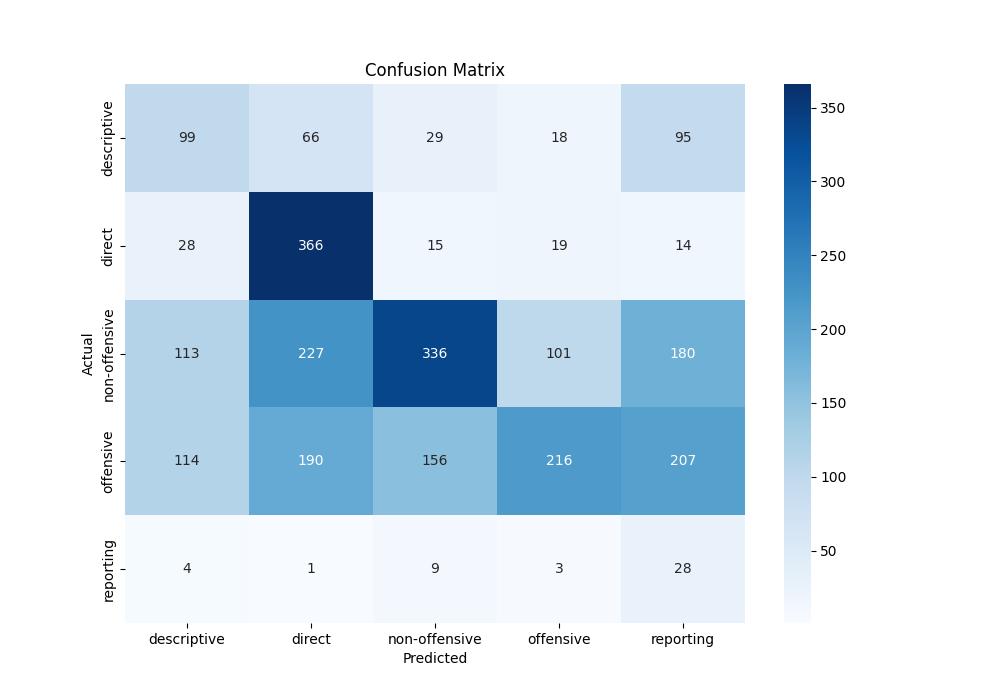 Confusion Matrix
descriptive 99 66 29 18 95
direct 28 366 15 19 14
non-offensive 113 227 336 101 180
offensive 114 190 156 216 207
reporting 4 1 9 3 28
Actual
descriptive direct non-offensive offensive reporting
Predicted
350
300
250
200
150
100
50